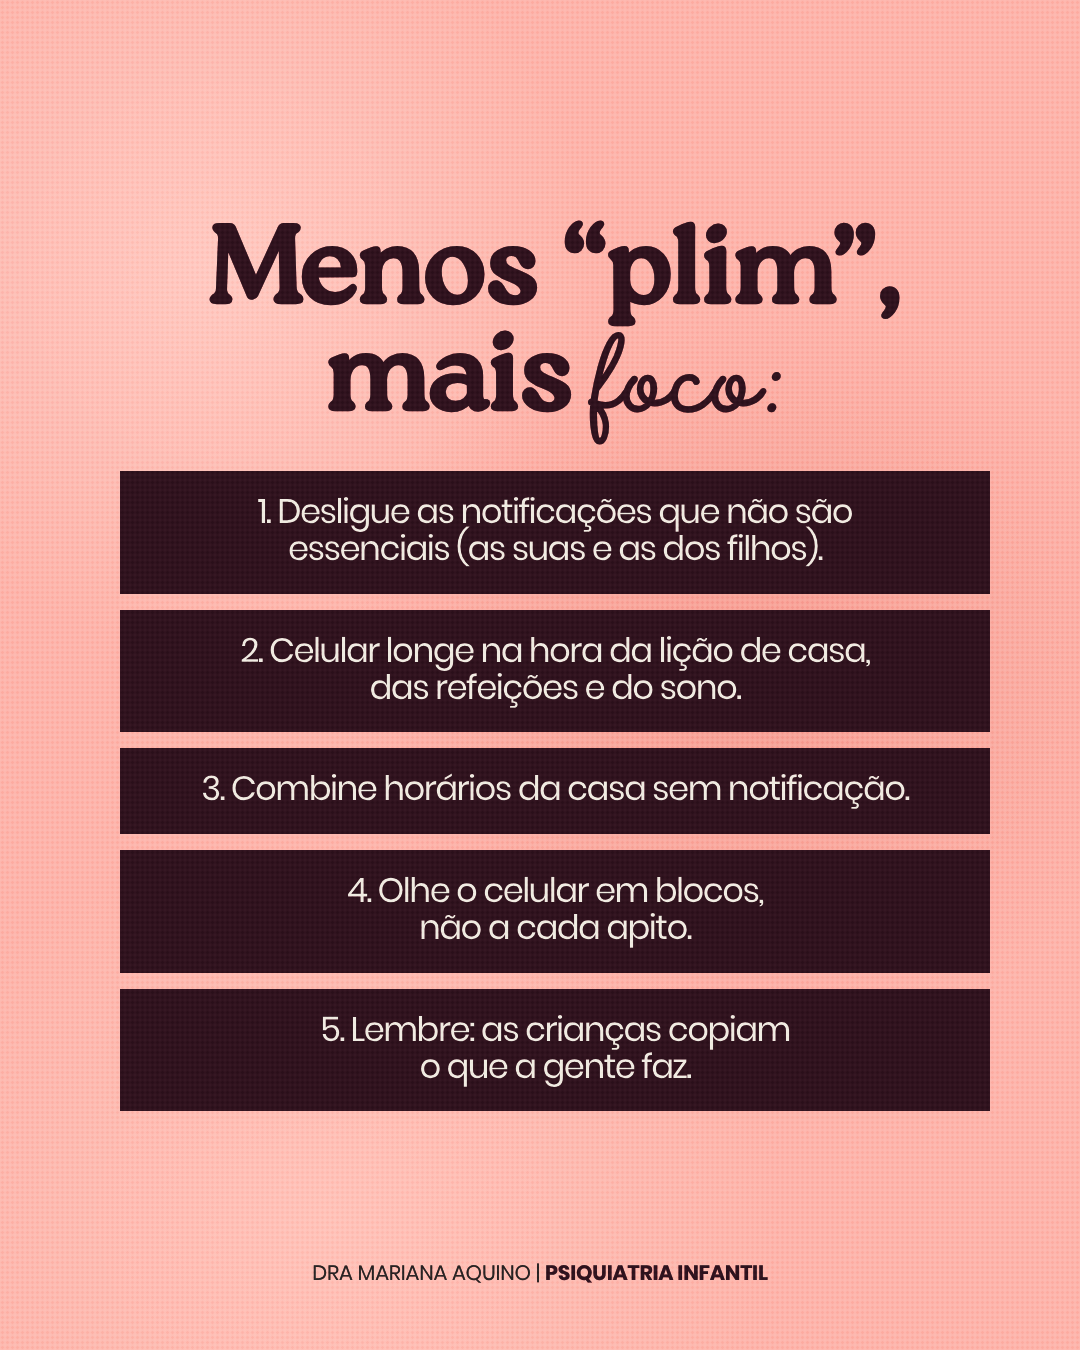 Menos “plim”,
mais foco:
1. Desligue as notificações que não são
essenciais (as suas e as dos filhos).
2. Celular longe na hora da lição de casa,
das refeições e do sono.
3. Combine horários da casa sem notificação.
4. Olhe o celular em blocos,
não a cada apito.
5. Lembre: as crianças copiam
o que a gente faz.
DRA MARIANA AQUINO | PSIQUIATRIA INFANTIL